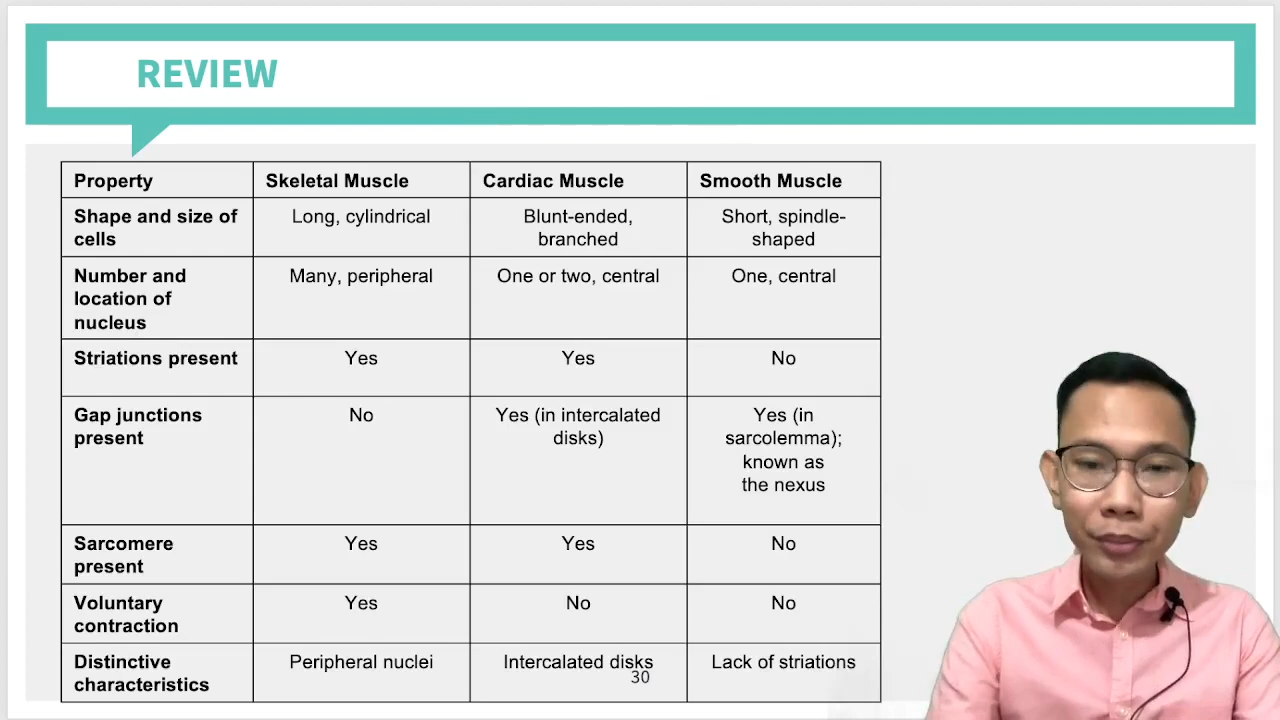 REVIEW
Property
Skeletal Muscle
Cardiac Muscle
Smooth Muscle
Shape and size of
cells
Long, cylindrical
Blunt-ended,
branched
Short, spindle-
shaped
Number and
location of
nucleus
Many, peripheral
One or two, central
One, central
Striations present
Yes
Yes
No
Gap junctions
present
No
Yes (in intercalated
disks)
Yes (in
sarcolemma);
known as
the nexus
Sarcomere
present
Yes
Yes
No
Voluntary
contraction
Yes
No
No
Distinctive
characteristics
Peripheral nuclei
Intercalated disks
Lack of striations
30